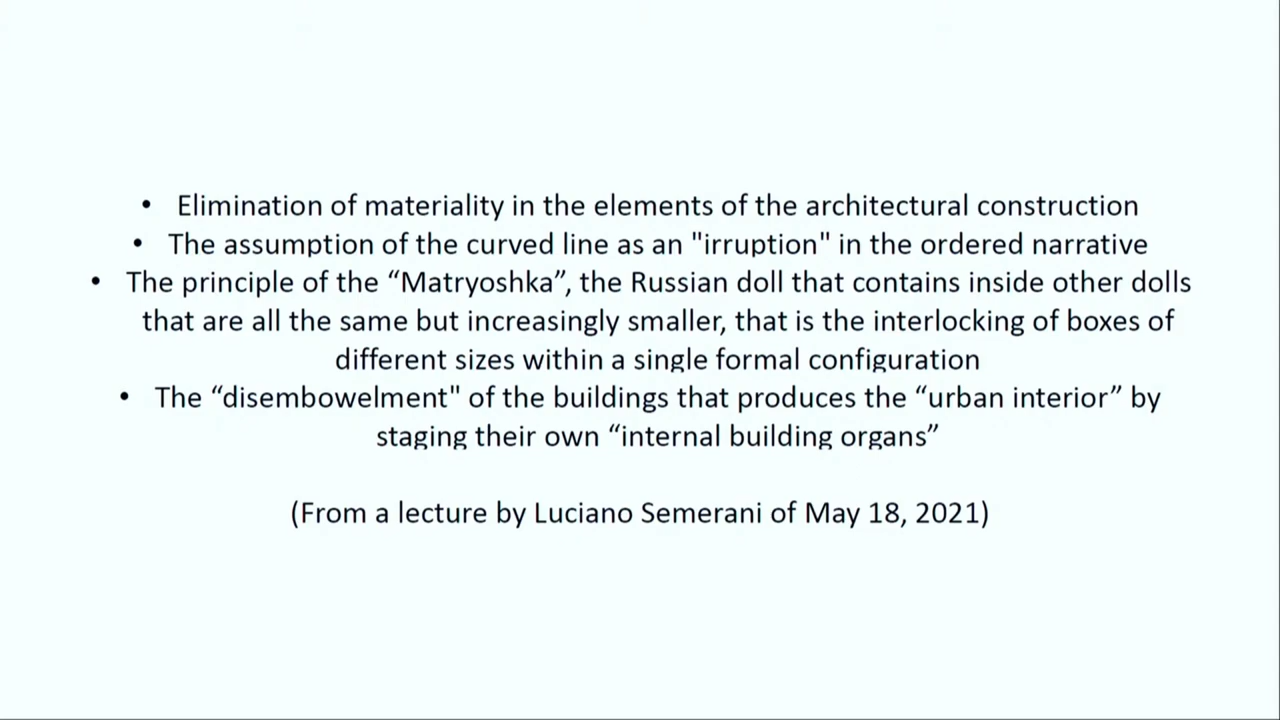 • Elimination of materiality in the elements of the architectural construction
• The assumption of the curved line as an "irruption" in the ordered narrative
• The principle of the “Matryoshka”, the Russian doll that contains inside other dolls
that are all the same but increasingly smaller, that is the interlocking of boxes of
different sizes within a single formal configuration
• The “disembowelment" of the buildings that produces the “urban interior” by
staging their own “internal building organs”
(From a lecture by Luciano Semerani of May 18, 2021)